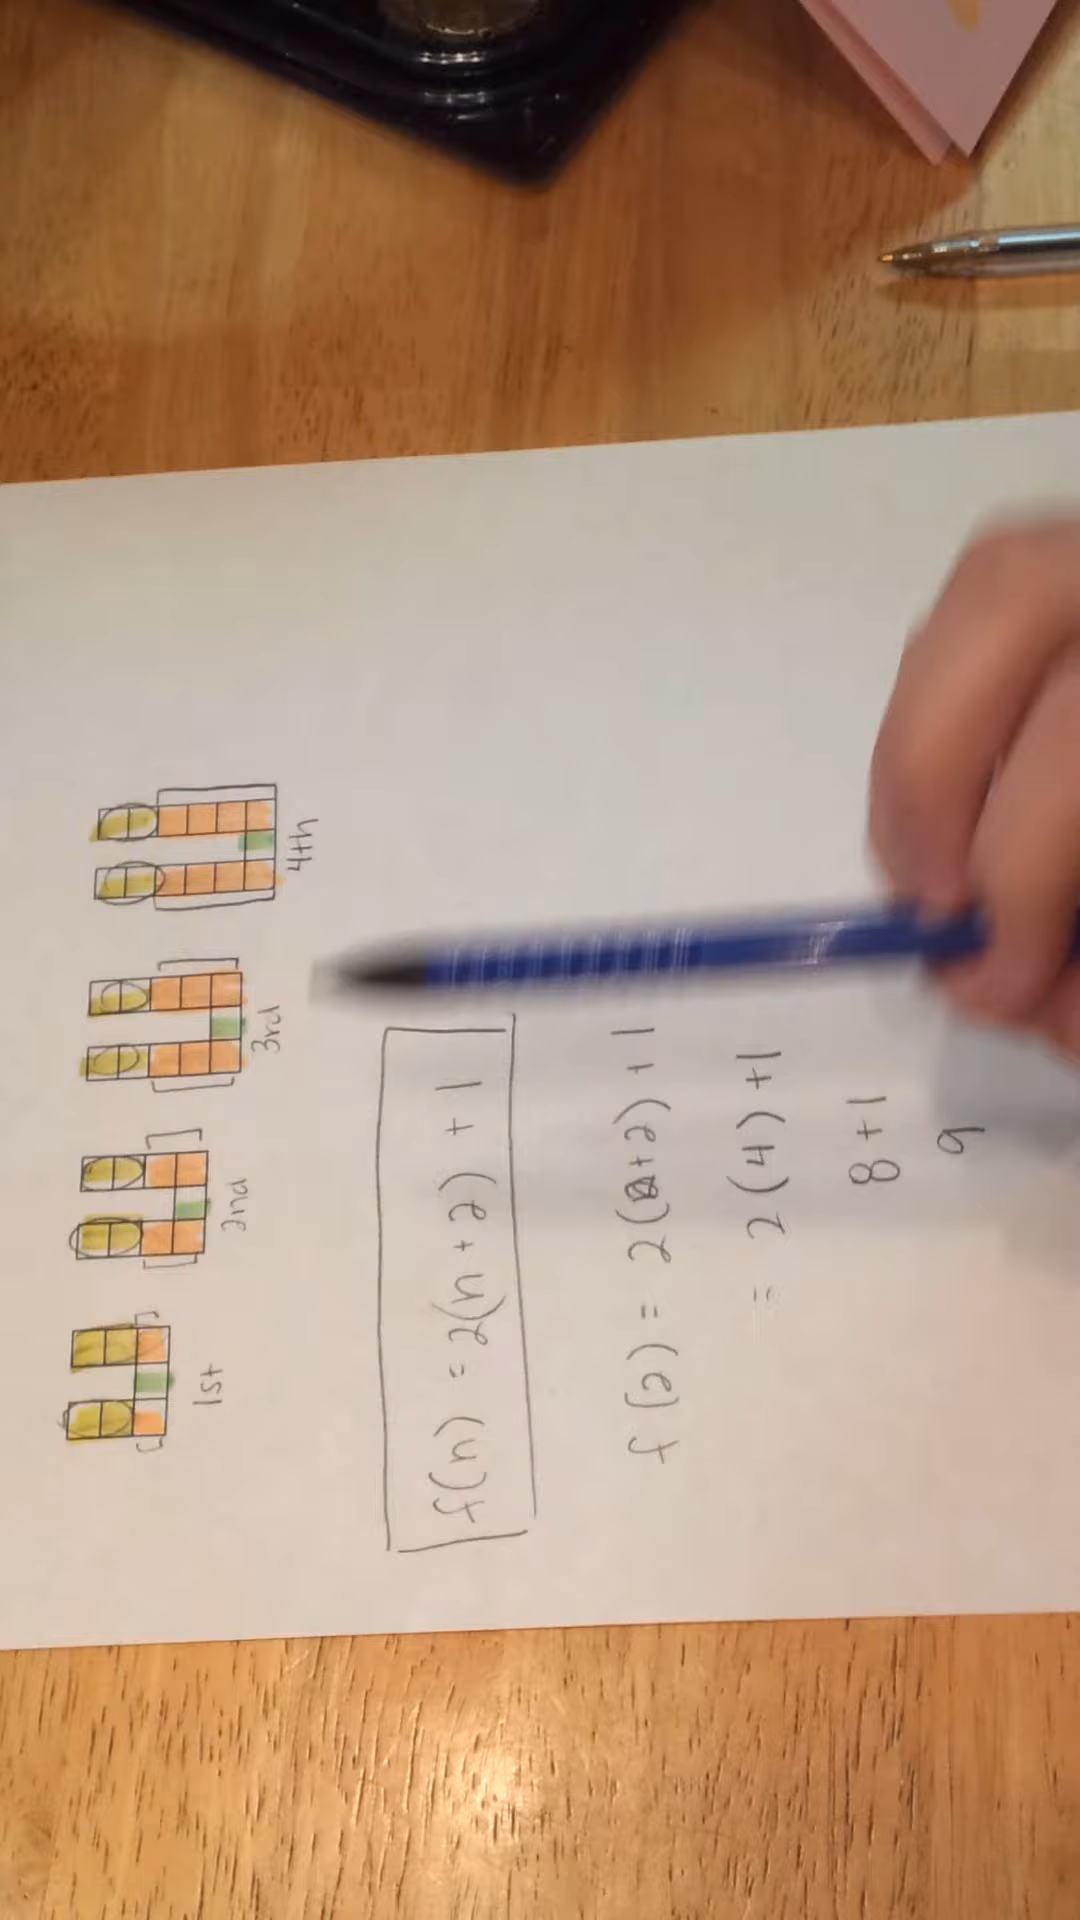 1st 2nd 3rd 4th
f(n) = 2(n+2) + 1
f(2) = 2(2+2) + 1
= 2(4) + 1
8 + 1
9